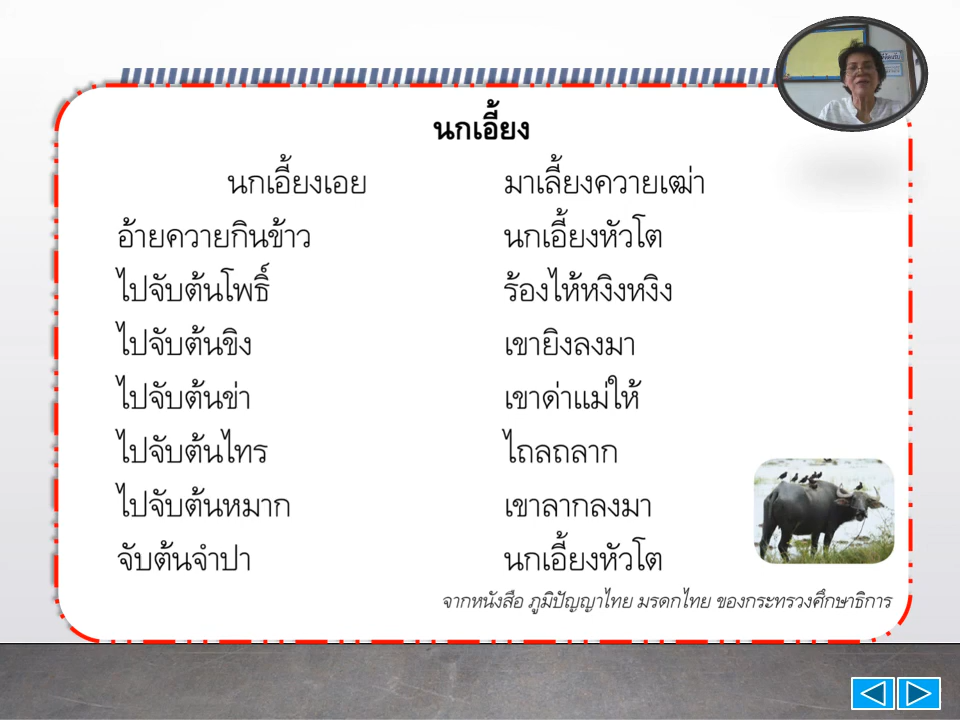 นกเอี้ยง
นกเอี้ยงเอย มาเลี้ยงควายเฒ่า
อ้ายควายกินข้าว นกเอี้ยงหัวโต
ไปจับต้นโพธิ์ ร้องไห้หงิงหงิง
ไปจับต้นขิง เขายิงลงมา
ไปจับต้นข่า เขาด่าแม่ให้
ไปจับต้นไทร ไถลถลาก
ไปจับต้นหมาก เขาลากลงมา
จับต้นจำปา นกเอี้ยงหัวโต
จากหนังสือ ภูมิปัญญาไทย มรดกไทย ของกระทรวงศึกษาธิการ